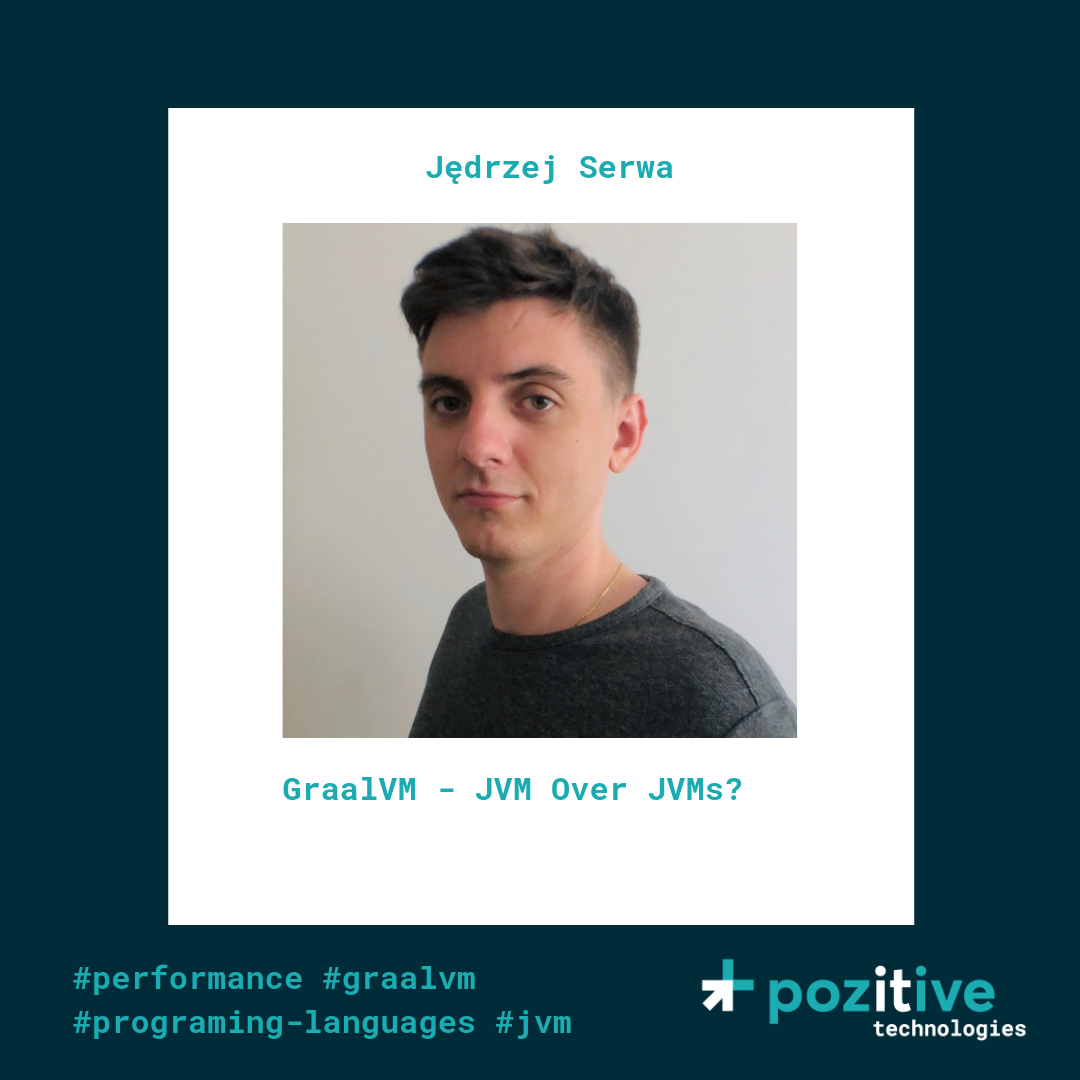 Jędrzej Serwa
GraalVM - JVM Over JVMs?
#performance #graalvm
#programing-languages #jvm
pozitive
technologies